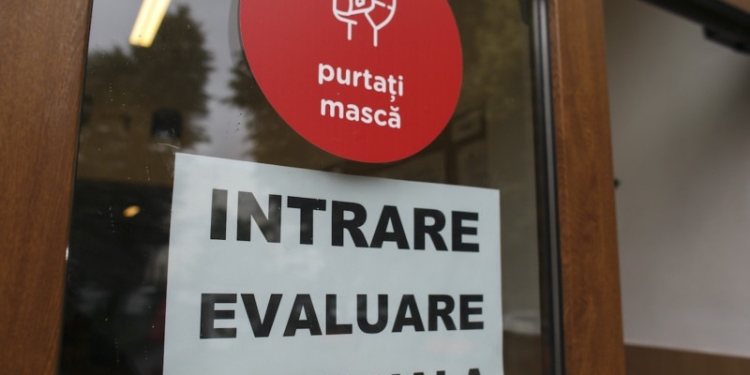 purtați
mască
INTRARE
EVALUARE